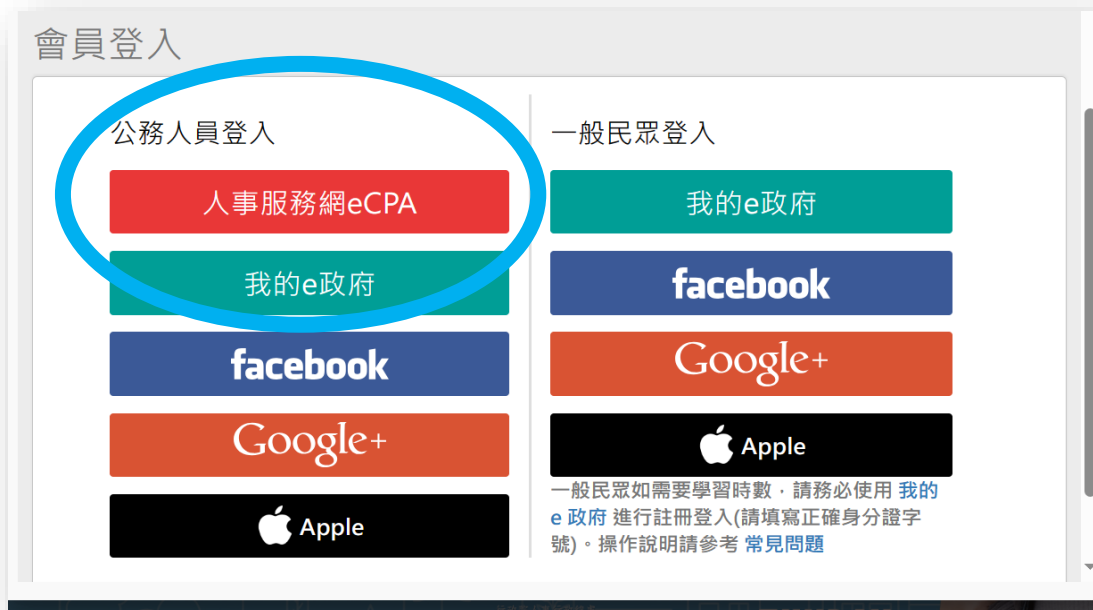 會員登入
公務人員登入
人事服務網eCPA
我的e政府
facebook
Google+
Apple
一般民眾登入
我的e政府
facebook
Google+
Apple
一般民眾如需要學習時數，請務必使用 我的
e 政府 進行註冊登入(請填寫正確身分證字
號)。操作說明請參考 常見問題